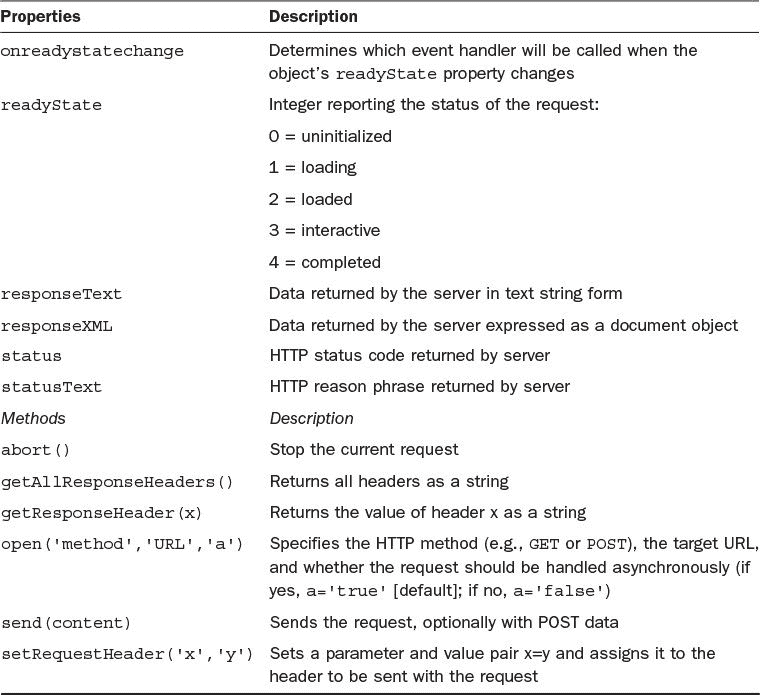 Properties Description
onreadystatechange Determines which event handler will be called when the
object's readyState property changes
readyState Integer reporting the status of the request:
0 = uninitialized
1 = loading
2 = loaded
3 = interactive
4 = completed
responseText Data returned by the server in text string form
responseXML Data returned by the server expressed as a document object
status HTTP status code returned by server
statusText HTTP reason phrase returned by server
Methods Description
abort() Stop the current request
getAllResponseHeaders() Returns all headers as a string
getResponseHeader(x) Returns the value of header x as a string
open('method','URL','a') Specifies the HTTP method (e.g., GET or POST), the target URL,
and whether the request should be handled asynchronously (if
yes, a='true' [default]; if no, a='false')
send(content) Sends the request, optionally with POST data
setRequestHeader('x','y') Sets a parameter and value pair x=y and assigns it to the
header to be sent with the request